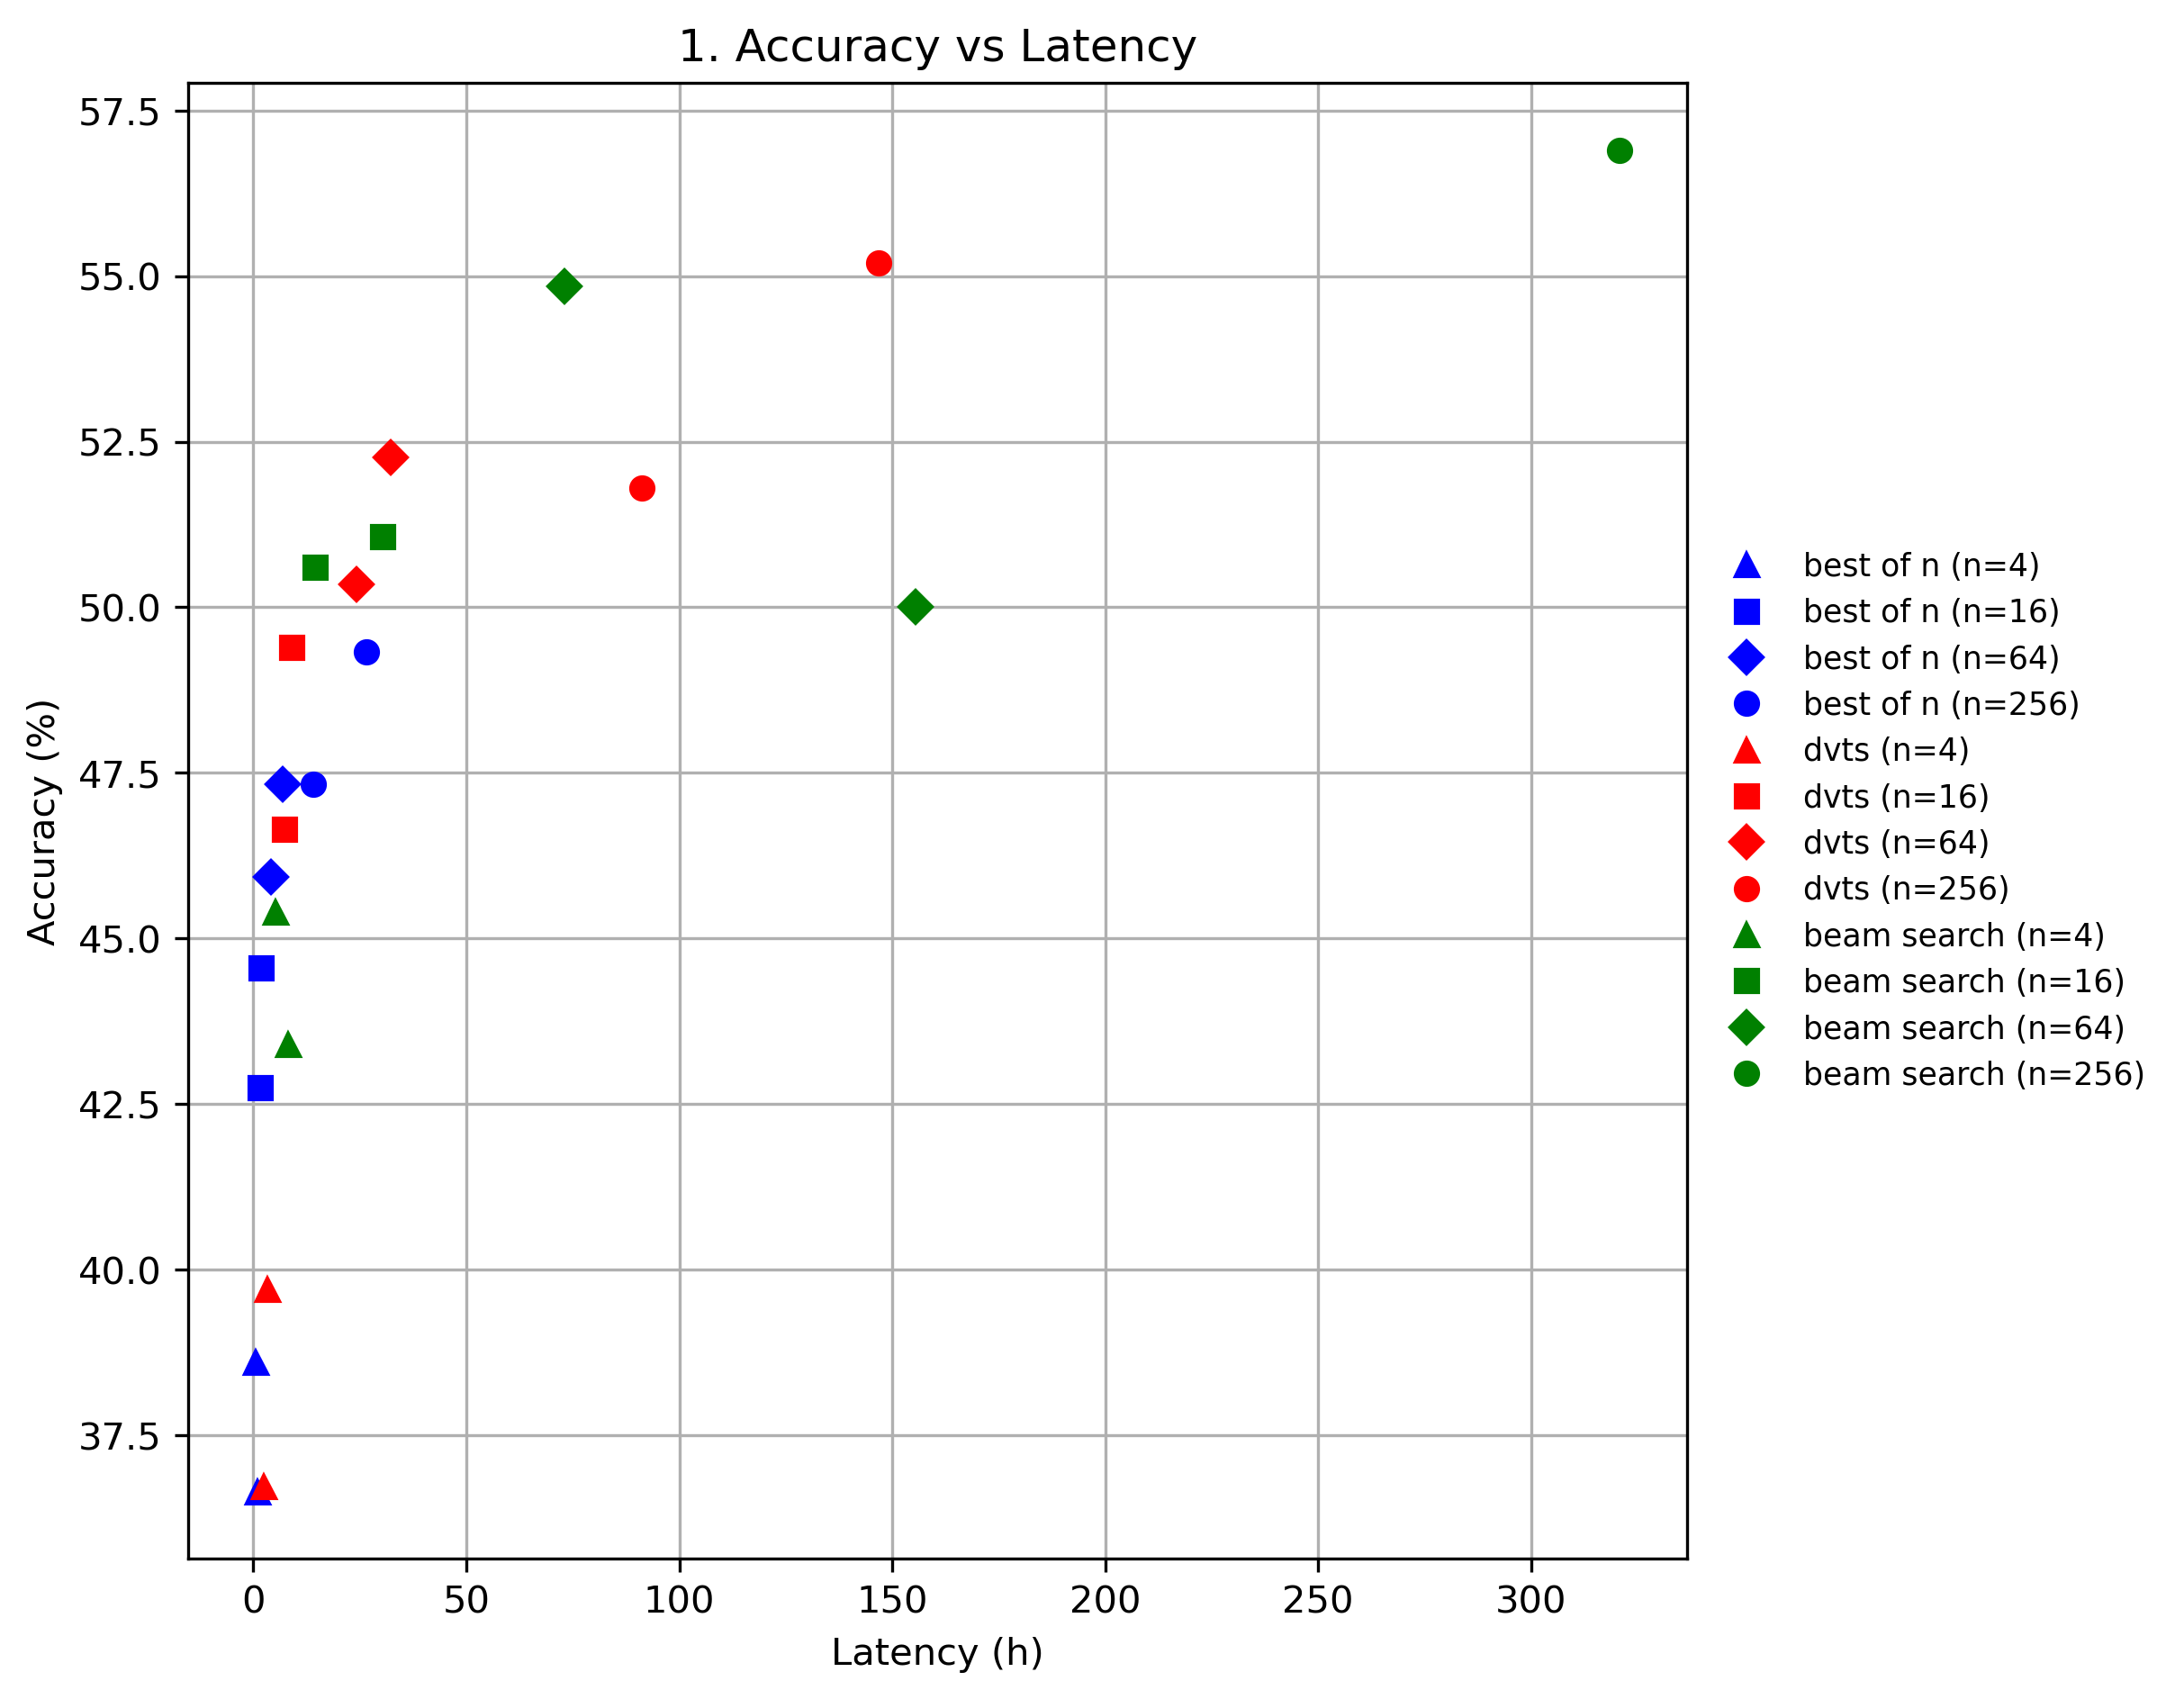 1. Accuracy vs Latency
57.5
55.0
52.5
50.0
47.5
45.0
42.5
40.0
37.5
Accuracy (%)
0 50 100 150 200 250 300
Latency (h)
best of n (n=4)
best of n (n=16)
best of n (n=64)
best of n (n=256)
dvts (n=4)
dvts (n=16)
dvts (n=64)
dvts (n=256)
beam search (n=4)
beam search (n=16)
beam search (n=64)
beam search (n=256)